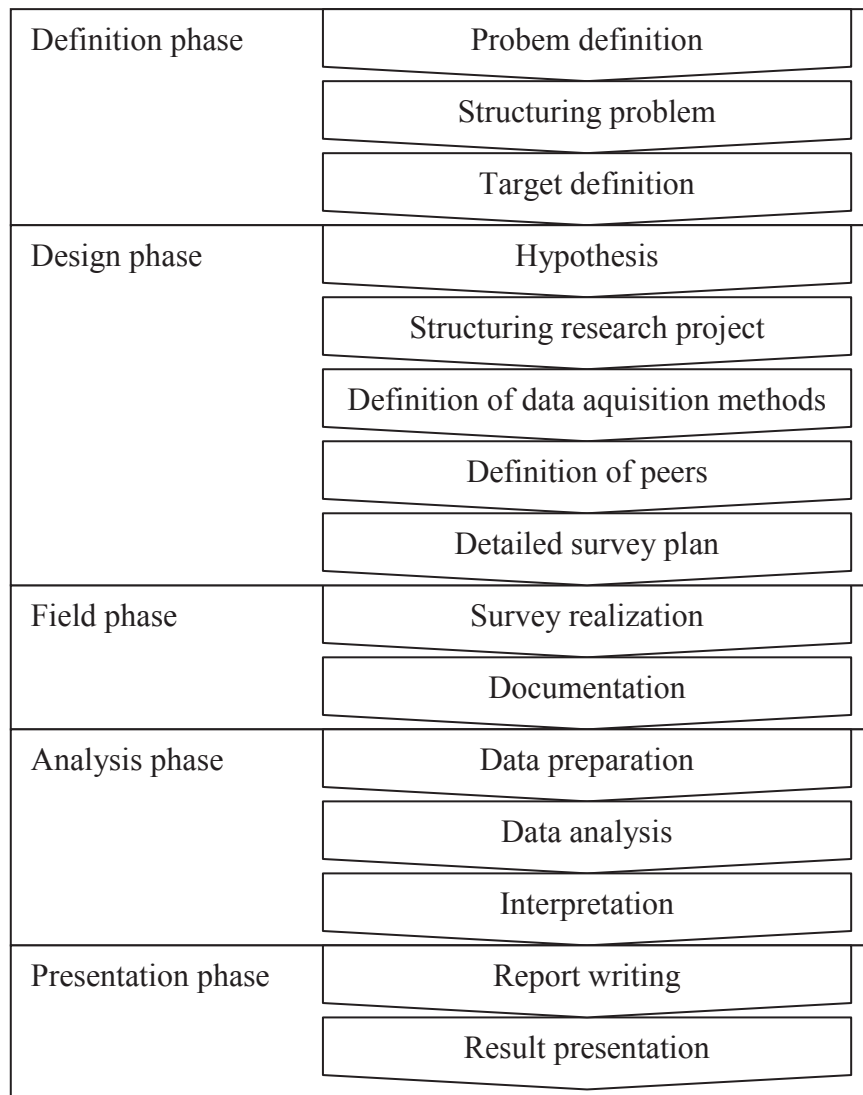 Definition phase
Probem definition
Structuring problem
Target definition
Design phase
Hypothesis
Structuring research project
Definition of data aquisition methods
Definition of peers
Detailed survey plan
Field phase
Survey realization
Documentation
Analysis phase
Data preparation
Data analysis
Interpretation
Presentation phase
Report writing
Result presentation